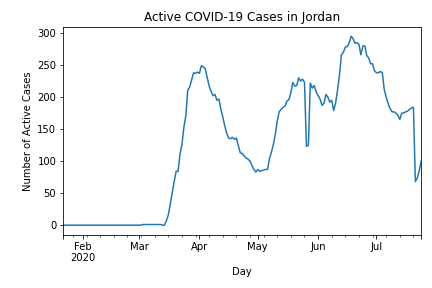 Active COVID-19 Cases in Jordan
300
250
200
150
100
50
0
Number of Active Cases
Feb
2020
Mar
Apr
May
Jun
Jul
Day